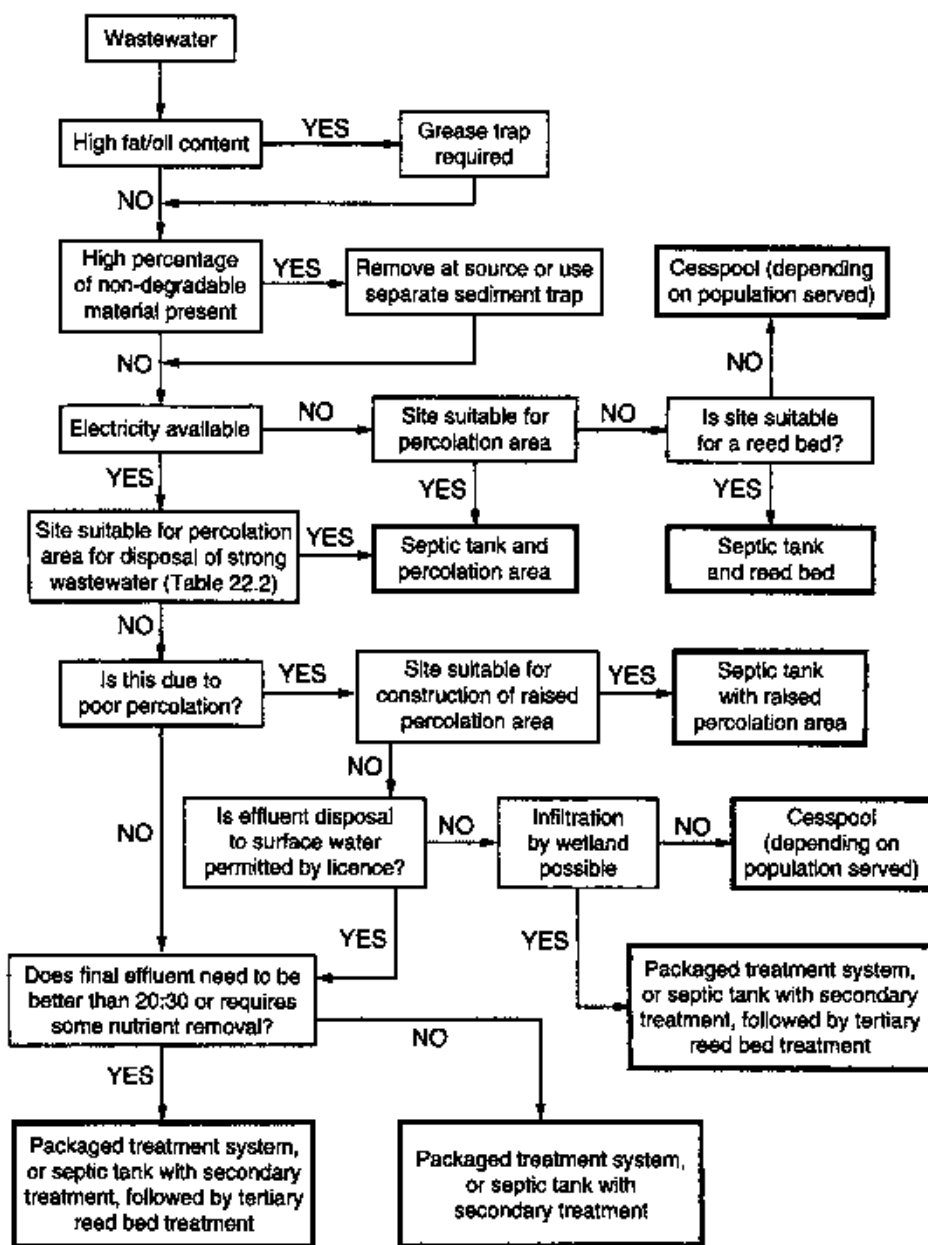 Wastewater
High fat/oil content
YES
Grease trap
required
NO
High percentage
of non-degradable
material present
YES
Remove at source or use
separate sediment trap
Cesspool (depending
on population served)
NO
NO
Electricity available
NO
Site suitable for
percolation area
NO
Is site suitable
for a reed bed?
YES
YES
YES
Site suitable for percolation
area for disposal of strong
wastewater (Table 22.2)
YES
Septic tank and
percolation area
Septic tank
and reed bed
NO
Is this due to
poor percolation?
YES
Site suitable for
construction of raised
percolation area
YES
Septic tank
with raised
percolation area
NO
NO
Is effluent disposal
to surface water
permitted by licence?
NO
Infiltration
by wetland
possible
NO
Cesspool
(depending on
population served)
YES
YES
Does final effluent need to be
better than 20:30 or requires
some nutrient removal?
Packaged treatment system,
or septic tank with secondary
treatment, followed by tertiary
reed bed treatment
NO
YES
Packaged treatment system,
or septic tank with secondary
treatment, followed by tertiary
reed bed treatment
Packaged treatment system,
or septic tank with
secondary treatment